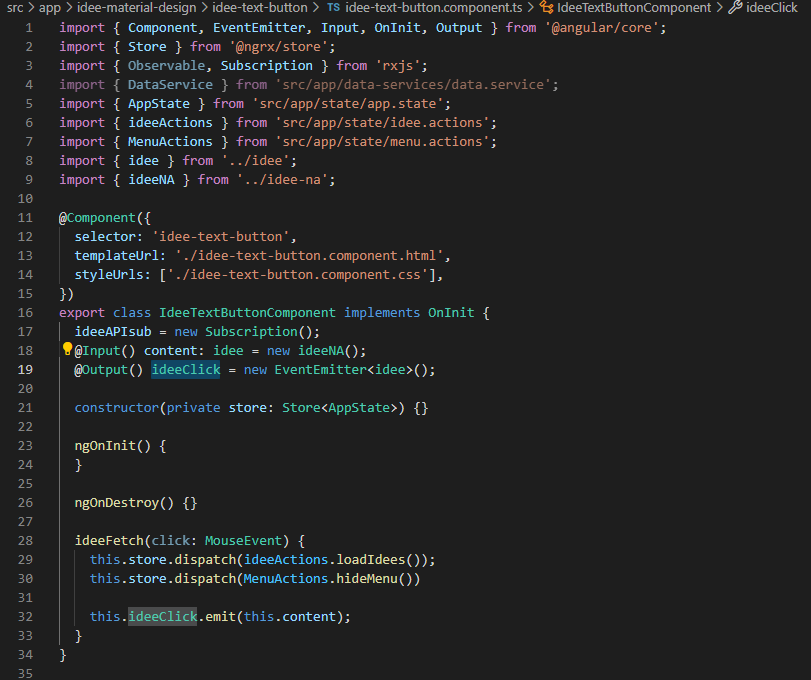 src > app > idee-material-design > idee-text-button > TS idee-text-button.component.ts > IdeeTextButtonComponent > ideeClick
1 import { Component, EventEmitter, Input, OnInit, Output } from '@angular/core';
2 import { Store } from '@ngrx/store';
3 import { Observable, Subscription } from 'rxjs';
4 import { DataService } from 'src/app/data-services/data.service';
5 import { AppState } from 'src/app/state/app.state';
6 import { ideeActions } from 'src/app/state/idee.actions';
7 import { MenuActions } from 'src/app/state/menu.actions';
8 import { idee } from '../idee';
9 import { ideeNA } from '../idee-na';
10
11 @Component({
12   selector: 'idee-text-button',
13   templateUrl: './idee-text-button.component.html',
14   styleUrls: ['./idee-text-button.component.css'],
15 })
16 export class IdeeTextButtonComponent implements OnInit {
17   ideeAPIsub = new Subscription();
18   @Input() content: idee = new ideeNA();
19   @Output() ideeClick = new EventEmitter<idee>();
20
21   constructor(private store: Store<AppState>) {}
22
23   ngOnInit() {
24   }
25
26   ngOnDestroy() {}
27
28   ideeFetch(click: MouseEvent) {
29     this.store.dispatch(ideeActions.loadIdees());
30     this.store.dispatch(MenuActions.hideMenu())
31
32     this.ideeClick.emit(this.content);
33   }
34 }
35